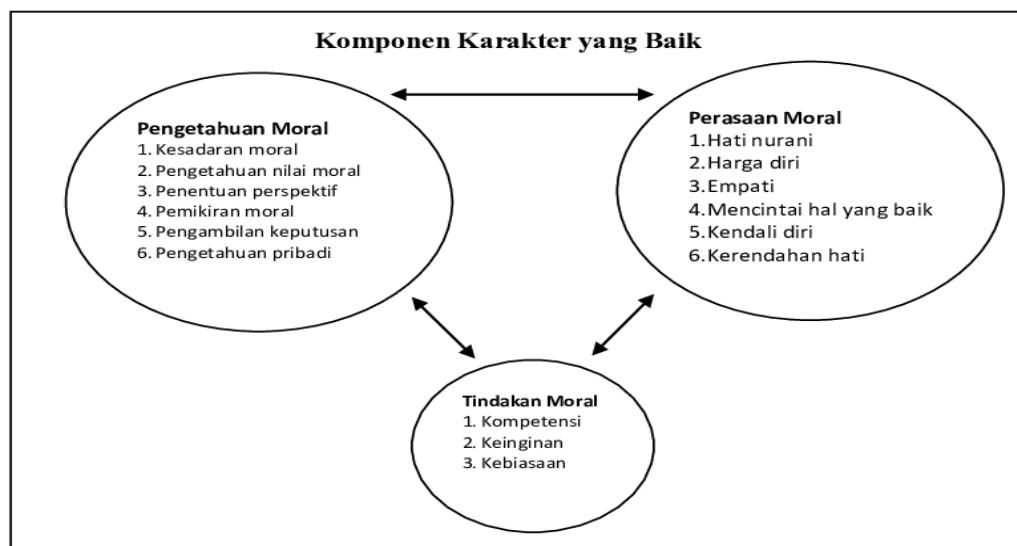 Komponen Karakter yang Baik
Pengetahuan Moral
1. Kesadaran moral
2. Pengetahuan nilai moral
3. Penentuan perspektif
4. Pemikiran moral
5. Pengambilan keputusan
6. Pengetahuan pribadi
Perasaan Moral
1.Hati nurani
2.Harga diri
3.Empati
4.Mencintai hal yang baik
5.Kendali diri
6.Kerendahan hati
Tindakan Moral
1. Kompetensi
2. Keinginan
3. Kebiasaan